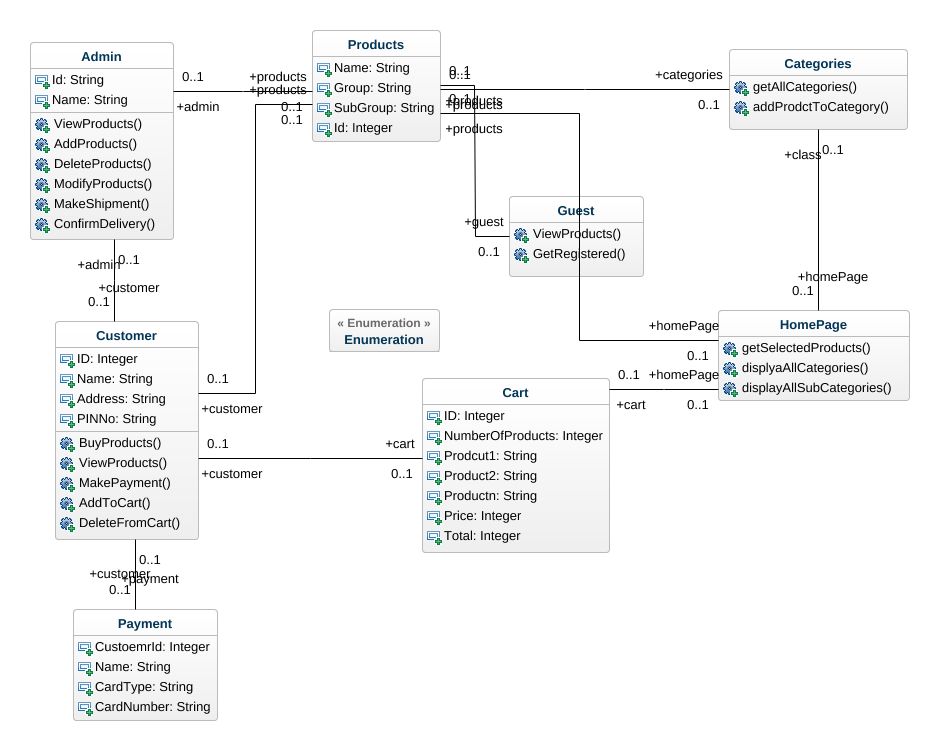 Admin
Id: String
Name: String
ViewProducts()
AddProducts()
DeleteProducts()
ModifyProducts()
MakeShipment()
ConfirmDelivery()
0..1
+admin
+products
+products
0..1
0..1
Products
Name: String
Group: String
SubGroup: String
Id: Integer
0..1
0..1
0..1
+products
+products
+products
+categories
0..1
Categories
getAllCategories()
addProdctToCategory()
+class
0..1
+guest
0..1
Guest
ViewProducts()
GetRegistered()
+admin
0..1
+customer
0..1
+homePage
0..1
« Enumeration »
Enumeration
+homePage
0..1
HomePage
getSelectedProducts()
displyaAllCategories()
displayAllSubCategories()
Customer
ID: Integer
Name: String
Address: String
PINNo: String
BuyProducts()
ViewProducts()
MakePayment()
AddToCart()
DeleteFromCart()
0..1
+customer
0..1
+customer
+cart
0..1
Cart
ID: Integer
NumberOfProducts: Integer
Prodcut1: String
Product2: String
Productn: String
Price: Integer
Total: Integer
0..1
+homePage
+cart
0..1
0..1
+customer
+payment
0..1
Payment
CustoemrId: Integer
Name: String
CardType: String
CardNumber: String